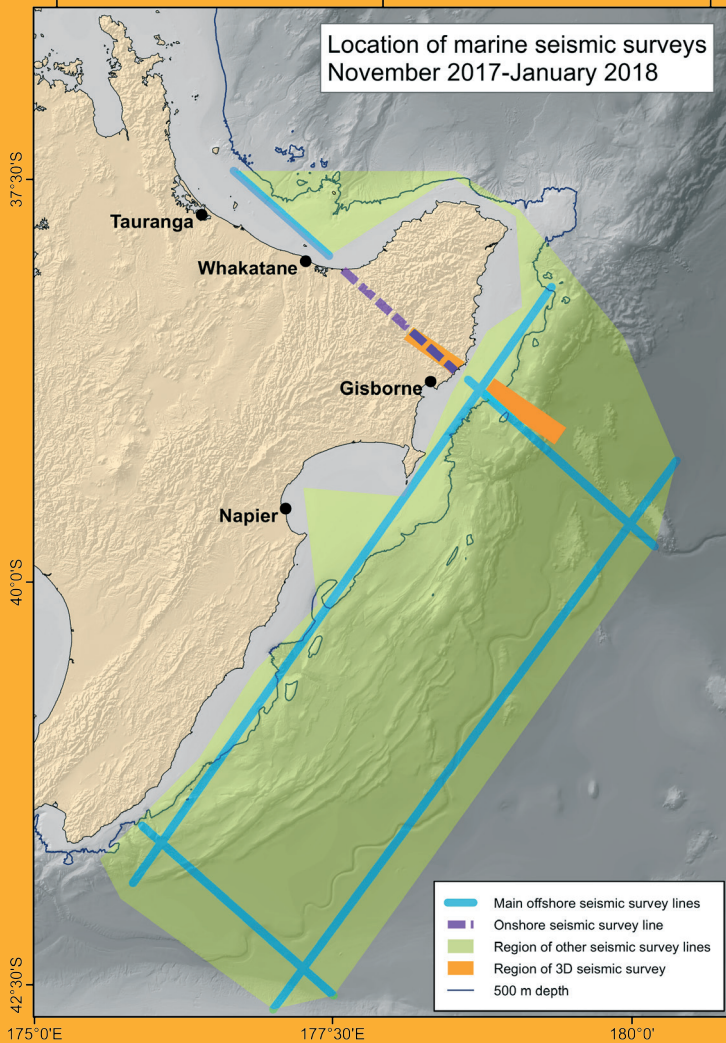 Location of marine seismic surveys
November 2017-January 2018
37°30'S
Tauranga
Whakatane
Gisborne
Napier
40°0'S
Main offshore seismic survey lines
Onshore seismic survey line
Region of other seismic survey lines
Region of 3D seismic survey
500 m depth
42°30'S
175°0'E
177°30'E
180°0'